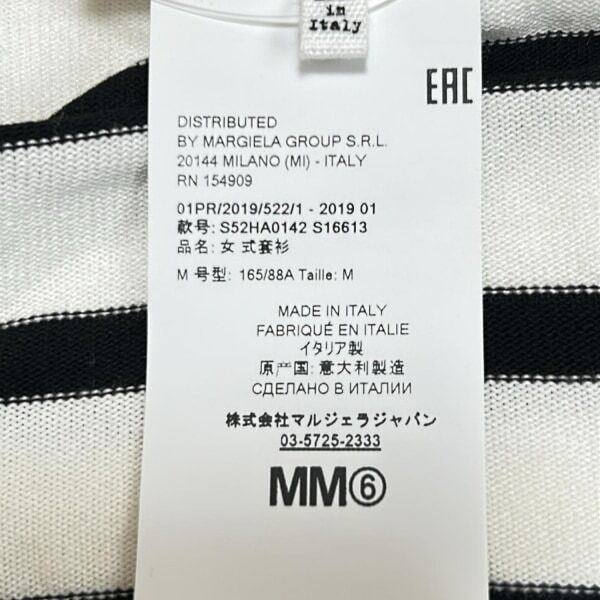 in
Italy
EAC
DISTRIBUTED
BY MARGIELA GROUP S.R.L.
20144 MILANO (MI) - ITALY
RN 154909
01PR/2019/522/1 - 2019 01
款号: S52HA0142 S16613
品名: 女 式套衫
M 号型: 165/88A Taille: M
MADE IN ITALY
FABRIQUÉ EN ITALIE
イタリア製
原产国: 意大利製造
СДЕЛАНО В ИТАЛИИ
株式会社マルジェラジャパン
03-5725-2333
MM⑥